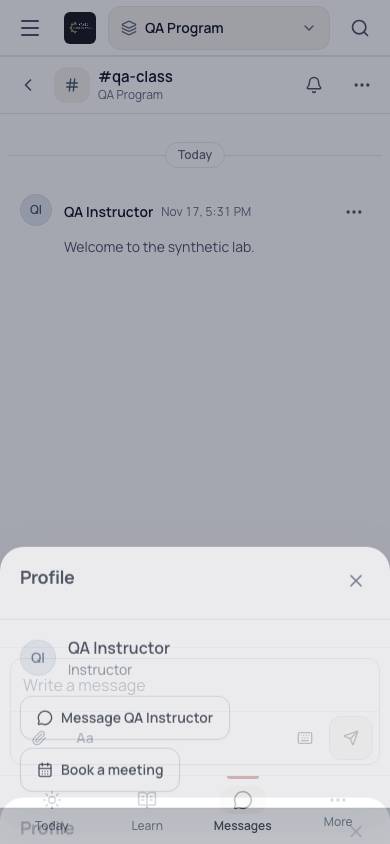 QA Program
#qa-class
QA Program
Today
QI
QA Instructor Nov 17, 5:31 PM
Welcome to the synthetic lab.
Profile
QI
QA Instructor
Instructor
Write a message
Message QA Instructor
Aa
Book a meeting
Today
Learn
Messages
More
Profile